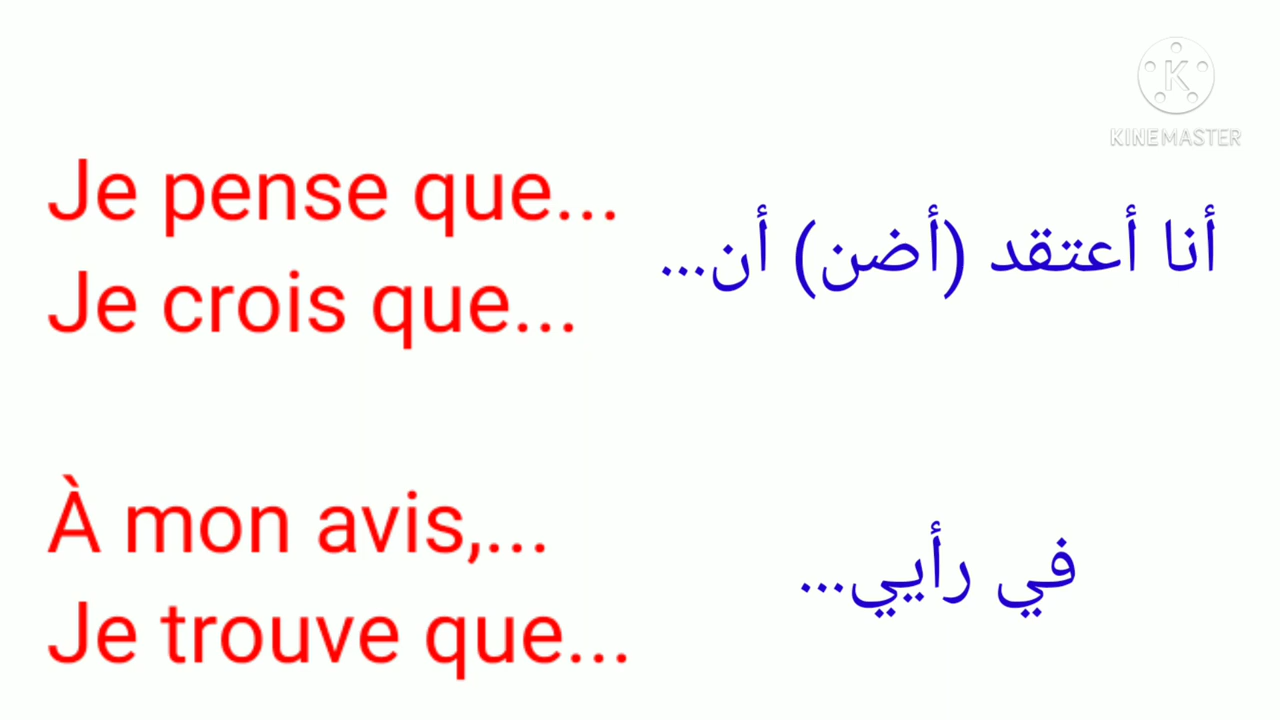 KINEMASTER
Je pense que...
Je crois que...
أنا أعتقد (أضن) أن...
À mon avis,...
Je trouve que...
في رأيي...